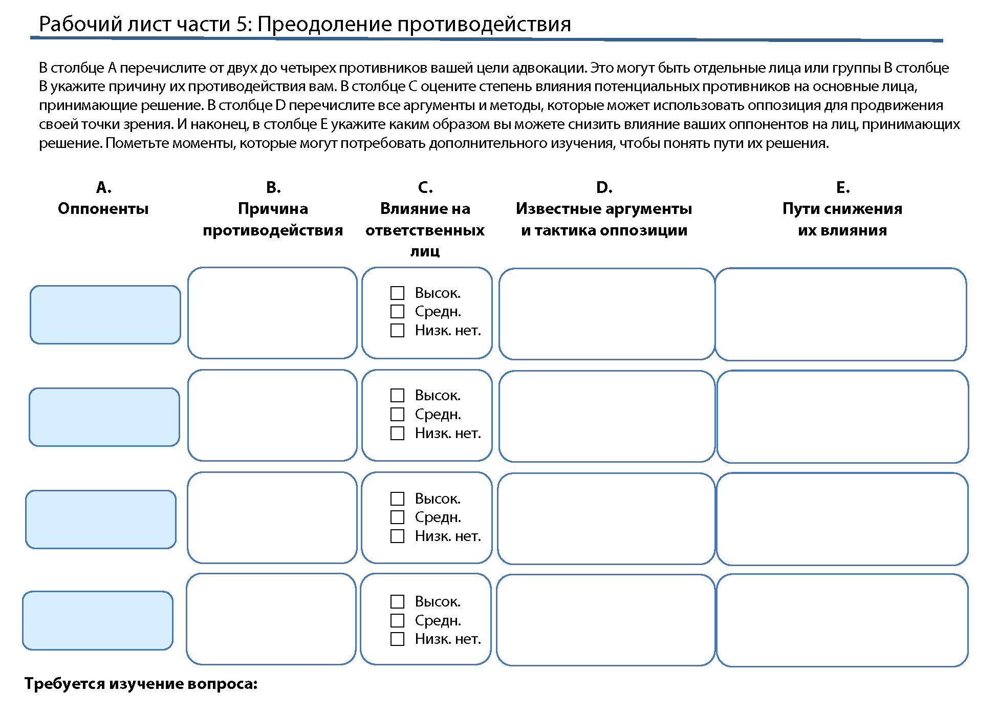 Рабочий лист части 5: Преодоление противодействия
В столбце A перечислите от двух до четырех противников вашей цели адвокации. Это могут быть отдельные лица или группы В столбце
В укажите причину их противодействия вам. В столбце C оцените степень влияния потенциальных противников на основные лица,
принимающие решение. В столбце D перечислите все аргументы и методы, которые может использовать оппозиция для продвижения
своей точки зрения. И наконец, в столбце E укажите каким образом вы можете снизить влияние ваших оппонентов на лиц, принимающих
решение. Пометьте моменты, которые могут потребовать дополнительного изучения, чтобы понять пути их решения.
A.
Оппоненты
B.
Причина
противодействия
C.
Влияние на
ответственных
лиц
D.
Известные аргументы
и тактика оппозиции
E.
Пути снижения
их влияния
Высок.
Средн.
Низк. нет.
Высок.
Средн.
Низк. нет.
Высок.
Средн.
Низк. нет.
Высок.
Средн.
Низк. нет.
Требуется изучение вопроса: